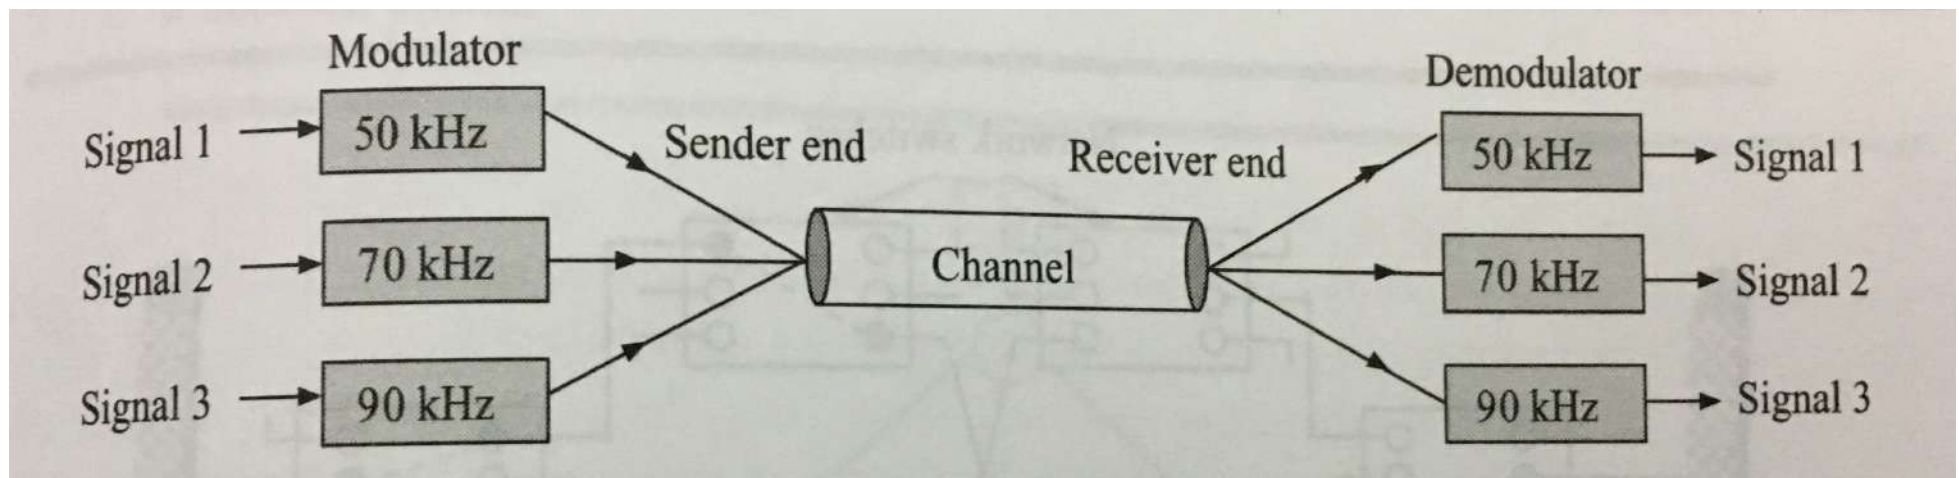 Modulator
Demodulator
Signal 1
50 kHz
Sender end
Receiver end
50 kHz
Signal 1
Signal 2
70 kHz
Channel
70 kHz
Signal 2
Signal 3
90 kHz
90 kHz
Signal 3